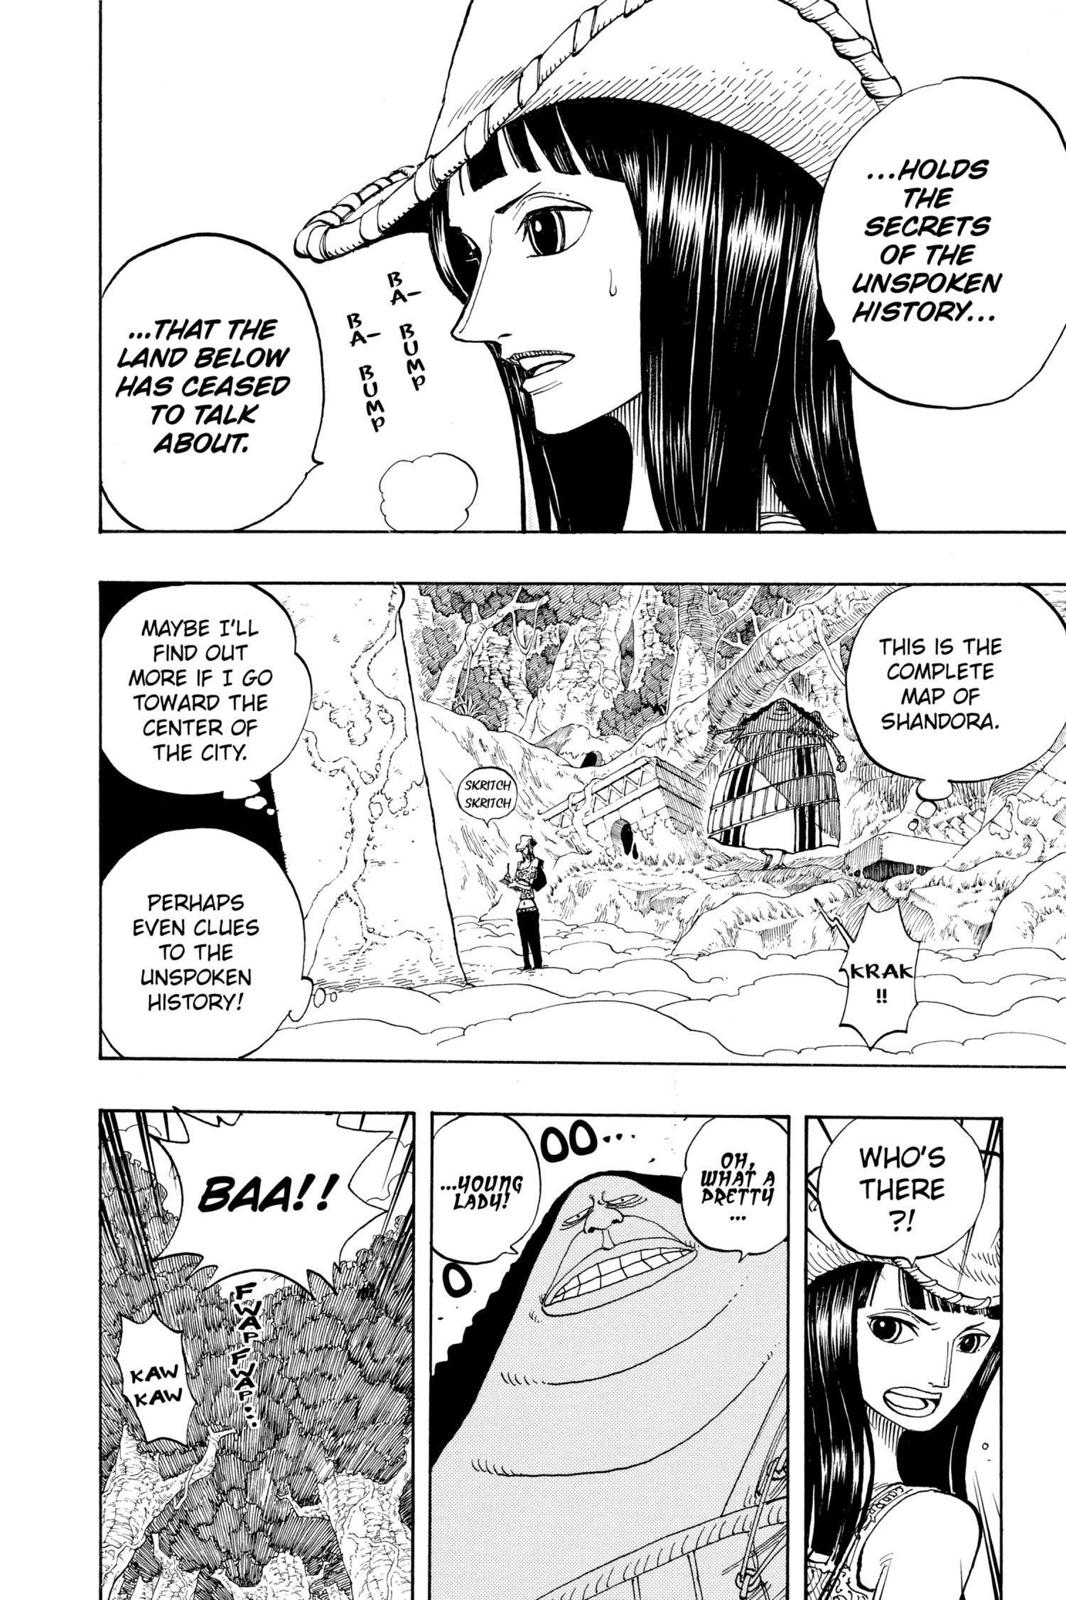 ...HOLDS
THE
SECRETS
OF THE
UNSPOKEN
HISTORY...
BA-
BUMP
BA-
BUMP
...THAT THE
LAND BELOW
HAS CEASED
TO TALK
ABOUT.
THIS IS THE
COMPLETE
MAP OF
SHANDORA.
SKRITCH
SKRITCH
MAYBE I'LL
FIND OUT
MORE IF I GO
TOWARD THE
CENTER OF
THE CITY.
PERHAPS
EVEN CLUES
TO THE
UNSPOKEN
HISTORY!
KRAK
!!
WHO'S
THERE
?!
OH,
WHAT A
PRETTY
...
...YOUNG
LADY!
OO...
O
BAA!!
FWAP FWAP...
KAW
KAW